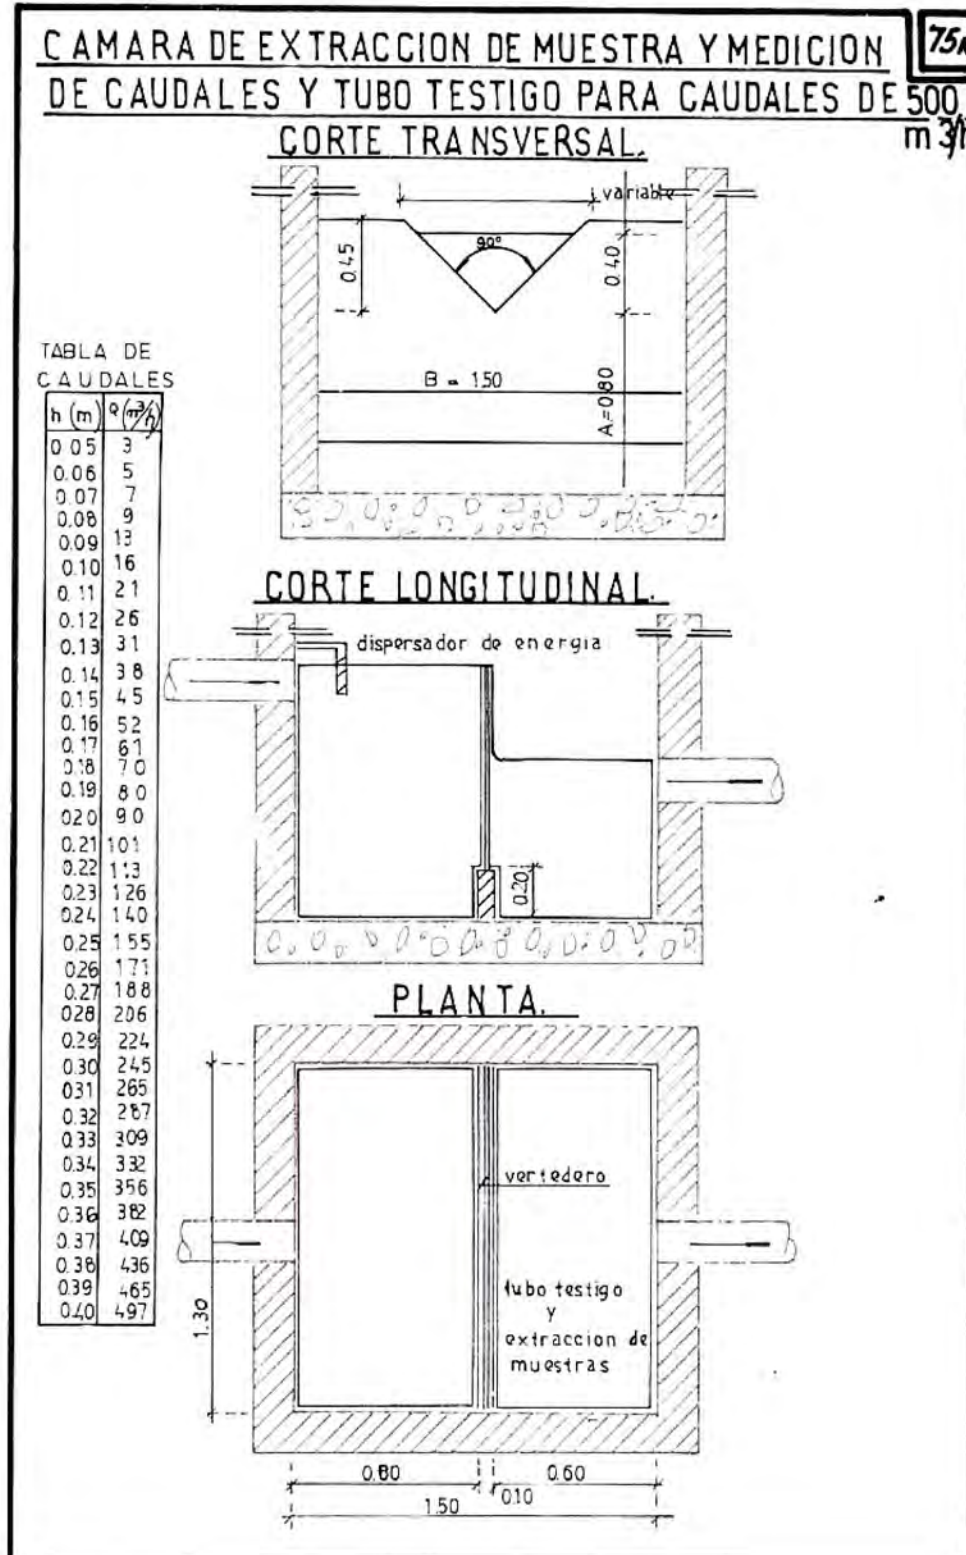 CAMARA DE EXTRACCION DE MUESTRA Y MEDICION
DE CAUDALES Y TUBO TESTIGO PARA CAUDALES DE 500
m3/h
CORTE TRANSVERSAL.
variable
90°
0.45
0.40
B = 1.50
A=0.80
TABLA DE
CAUDALES
h (m) Q (m3/h)
0.05 3
0.06 5
0.07 7
0.08 9
0.09 13
0.10 16
0.11 21
0.12 26
0.13 31
0.14 38
0.15 45
0.16 52
0.17 61
0.18 70
0.19 80
0.20 90
0.21 101
0.22 113
0.23 126
0.24 140
0.25 155
0.26 171
0.27 188
0.28 206
0.29 224
0.30 245
0.31 265
0.32 287
0.33 309
0.34 332
0.35 356
0.36 382
0.37 409
0.38 436
0.39 465
0.40 497
CORTE LONGITUDINAL.
dispersador de energia
0.20
PLANTA.
vertedero
tubo testigo
y
extraccion de
muestras
1.30
0.80 0.60
0.10
1.50